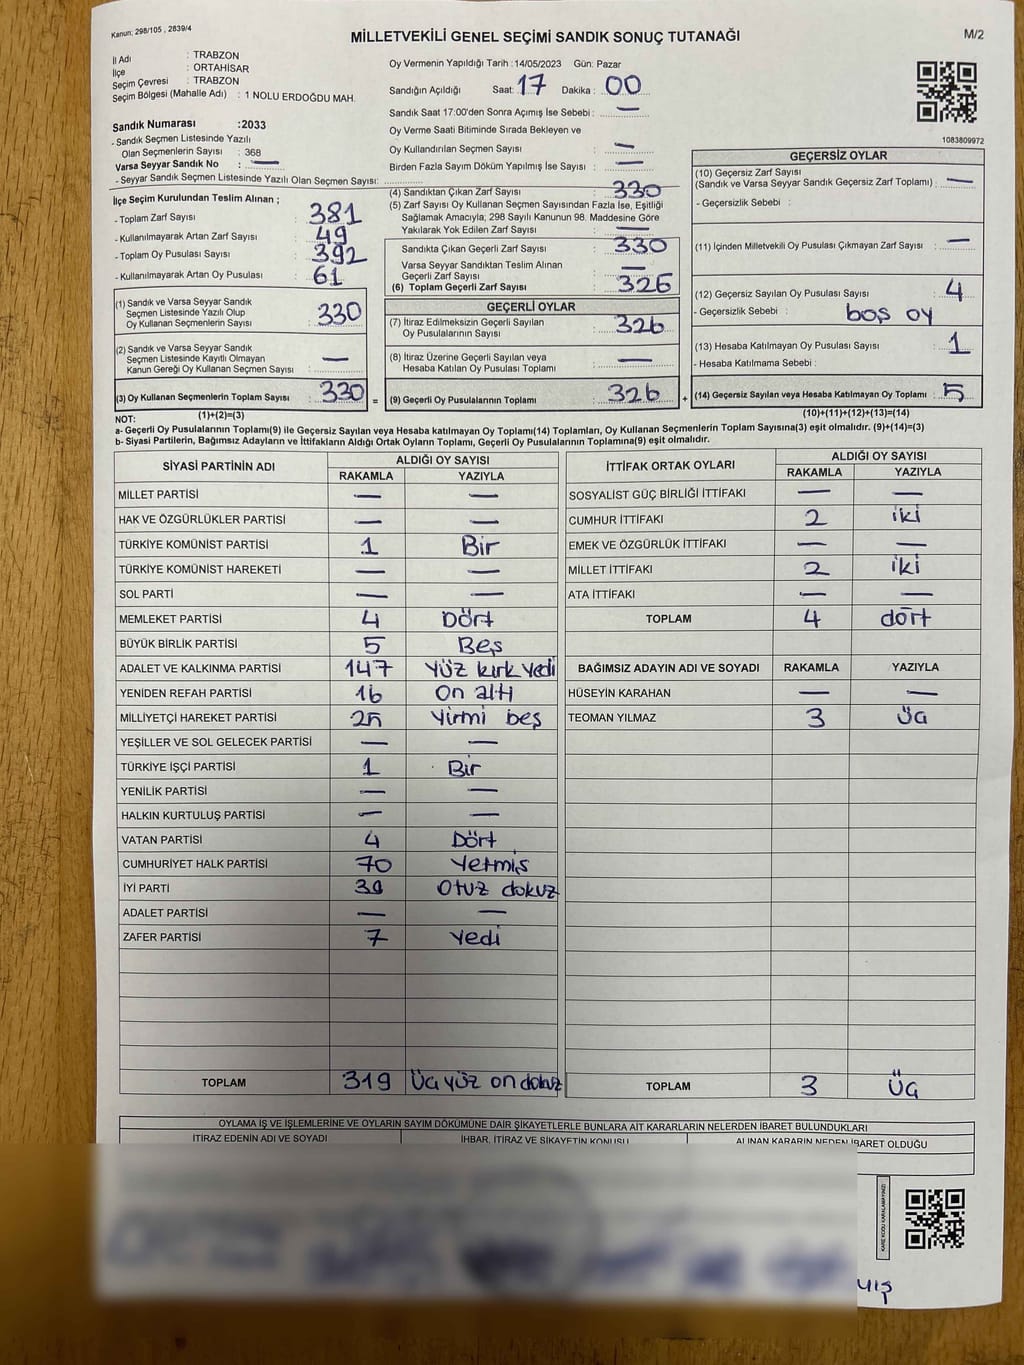 Kanun: 298/105 , 2839/4
MİLLETVEKİLİ GENEL SEÇİMİ SANDIK SONUÇ TUTANAĞI
M/2
İl Adı : TRABZON
İlçe : ORTAHİSAR
Seçim Çevresi : TRABZON
Seçim Bölgesi (Mahalle Adı) : 1 NOLU ERDOĞDU MAH.
Sandık Numarası :2033
- Sandık Seçmen Listesinde Yazılı
Olan Seçmenlerin Sayısı : 368
Varsa Seyyar Sandık No : —
- Seyyar Sandık Seçmen Listesinde Yazılı Olan Seçmen Sayısı:
Oy Vermenin Yapıldığı Tarih :14/05/2023 Gün: Pazar
Sandığın Açıldığı Saat: 17 Dakika : 00
Sandık Saat 17:00'den Sonra Açımış İse Sebebi : —
Oy Verme Saati Bitiminde Sırada Bekleyen ve
Oy Kullandırılan Seçmen Sayısı : —
Birden Fazla Sayım Döküm Yapılmış İse Sayısı : —
1083809972
İlçe Seçim Kurulundan Teslim Alınan ;
- Toplam Zarf Sayısı : 381
- Kullanılmayarak Artan Zarf Sayısı : 49
- Toplam Oy Pusulası Sayısı : 392
- Kullanılmayarak Artan Oy Pusulası : 61
(1) Sandık ve Varsa Seyyar Sandık
Seçmen Listesinde Yazılı Olup
Oy Kullanan Seçmenlerin Sayısı : 330
(2) Sandık ve Varsa Seyyar Sandık
Seçmen Listesinde Kayıtlı Olmayan
Kanun Gereği Oy Kullanan Seçmen Sayısı : —
(3) Oy Kullanan Seçmenlerin Toplam Sayısı : 330 =
(1)+(2)=(3)
(4) Sandıktan Çıkan Zarf Sayısı : 330
(5) Zarf Sayısı Oy Kullanan Seçmen Sayısından Fazla İse, Eşitliği
Sağlamak Amacıyla; 298 Sayılı Kanunun 98. Maddesine Göre
Yakılarak Yok Edilen Zarf Sayısı : —
Sandıkta Çıkan Geçerli Zarf Sayısı : 330
Varsa Seyyar Sandıktan Teslim Alınan
Geçerli Zarf Sayısı : —
(6) Toplam Geçerli Zarf Sayısı : 326
GEÇERLİ OYLAR
(7) İtiraz Edilmeksizin Geçerli Sayılan
Oy Pusulalarının Sayısı : 326
(8) İtiraz Üzerine Geçerli Sayılan veya
Hesaba Katılan Oy Pusulası Toplamı : —
(9) Geçerli Oy Pusulalarının Toplamı : 326 +
GEÇERSİZ OYLAR
(10) Geçersiz Zarf Sayısı
(Sandık ve Varsa Seyyar Sandık Geçersiz Zarf Toplamı) : —
- Geçersizlik Sebebi :
(11) İçinden Milletvekili Oy Pusulası Çıkmayan Zarf Sayısı : —
(12) Geçersiz Sayılan Oy Pusulası Sayısı : 4
- Geçersizlik Sebebi : boş oy
(13) Hesaba Katılmayan Oy Pusulası Sayısı : 1
- Hesaba Katılmama Sebebi :
(14) Geçersiz Sayılan veya Hesaba Katılmayan Oy Toplamı : 5
(10)+(11)+(12)+(13)=(14)
NOT:
a- Geçerli Oy Pusulasının Toplamı(9) ile Geçersiz Sayılan veya Hesaba katılmayan Oy Toplamı(14) Toplamları, Oy Kullanan Seçmenlerin Toplam Sayısına(3) eşit olmalıdır. (9)+(14)=(3)
b- Siyasi Partilerin, Bağımsız Adayların ve İttifakların Aldığı Ortak Oyların Toplamı, Geçerli Oy Pusulalarının Toplamına(9) eşit olmalıdır.
SİYASİ PARTİNİN ADI
ALDIĞI OY SAYISI
RAKAMLA YAZIYLA
MİLLET PARTİSİ — —
HAK VE ÖZGÜRLÜKLER PARTİSİ — —
TÜRKİYE KOMÜNİST PARTİSİ 1 Bir
TÜRKİYE KOMÜNİST HAREKETİ — —
SOL PARTİ — —
MEMLEKET PARTİSİ 4 Dört
BÜYÜK BİRLİK PARTİSİ 5 Beş
ADALET VE KALKINMA PARTİSİ 147 Yüz kırk yedi
YENİDEN REFAH PARTİSİ 16 On altı
MİLLİYETÇİ HAREKET PARTİSİ 25 Yirmi beş
YEŞİLLER VE SOL GELECEK PARTİSİ — —
TÜRKİYE İŞÇİ PARTİSİ 1 Bir
YENİLİK PARTİSİ — —
HALKIN KURTULUŞ PARTİSİ — —
VATAN PARTİSİ 4 Dört
CUMHURİYET HALK PARTİSİ 70 Yetmiş
İYİ PARTİ 39 Otuz dokuz
ADALET PARTİSİ — —
ZAFER PARTİSİ 7 Yedi
TOPLAM 319 Üç yüz on dokuz
İTTİFAK ORTAK OYLARI
ALDIĞI OY SAYISI
RAKAMLA YAZIYLA
SOSYALİST GÜÇ BİRLİĞİ İTTİFAKI — —
CUMHUR İTTİFAKI 2 iki
EMEK VE ÖZGÜRLÜK İTTİFAKI — —
MİLLET İTTİFAKI 2 iki
ATA İTTİFAKI — —
TOPLAM 4 dört
BAĞIMSIZ ADAYIN ADI VE SOYADI RAKAMLA YAZIYLA
HÜSEYİN KARAHAN — —
TEOMAN YILMAZ 3 Üç
TOPLAM 3 Üç
OYLAMA İŞ VE İŞLEMLERİNE VE OYLARIN SAYIM DÖKÜMÜNE DAİR ŞİKAYETLERLE BUNLARA AİT KARARLARIN NELERDEN İBARET BULUNDUKLARI
İTİRAZ EDENİN ADI VE SOYADI
İHBAR, İTİRAZ VE ŞİKAYETİN KONUSU
ALINAN KARARIN NEDEN İBARET OLDUĞU
KARE KODU KARALAMAYINIZ!